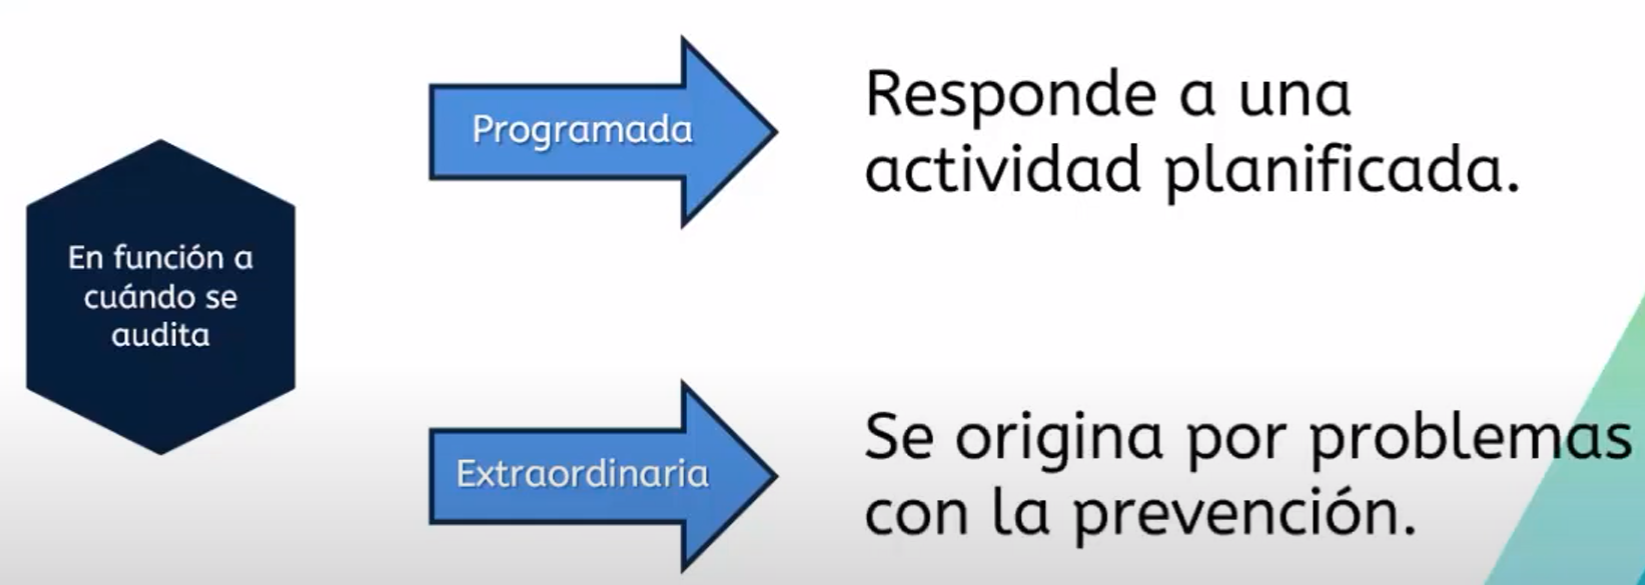 En función a
cuándo se
audita
Programada
Responde a una
actividad planificada.
Extraordinaria
Se origina por problemas
con la prevención.